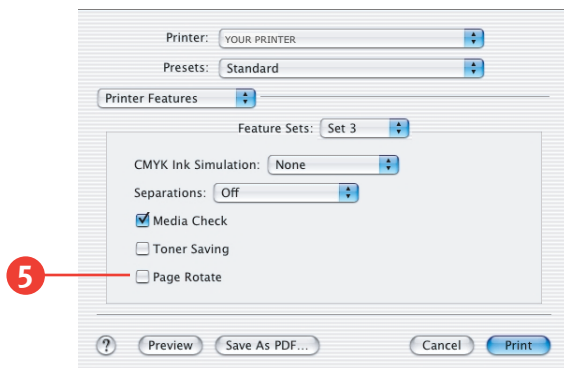 Printer: YOUR PRINTER
Presets: Standard
Printer Features
Feature Sets: Set 3
CMYK Ink Simulation: None
Separations: Off
Media Check
Toner Saving
5 Page Rotate
? Preview Save As PDF... Cancel Print